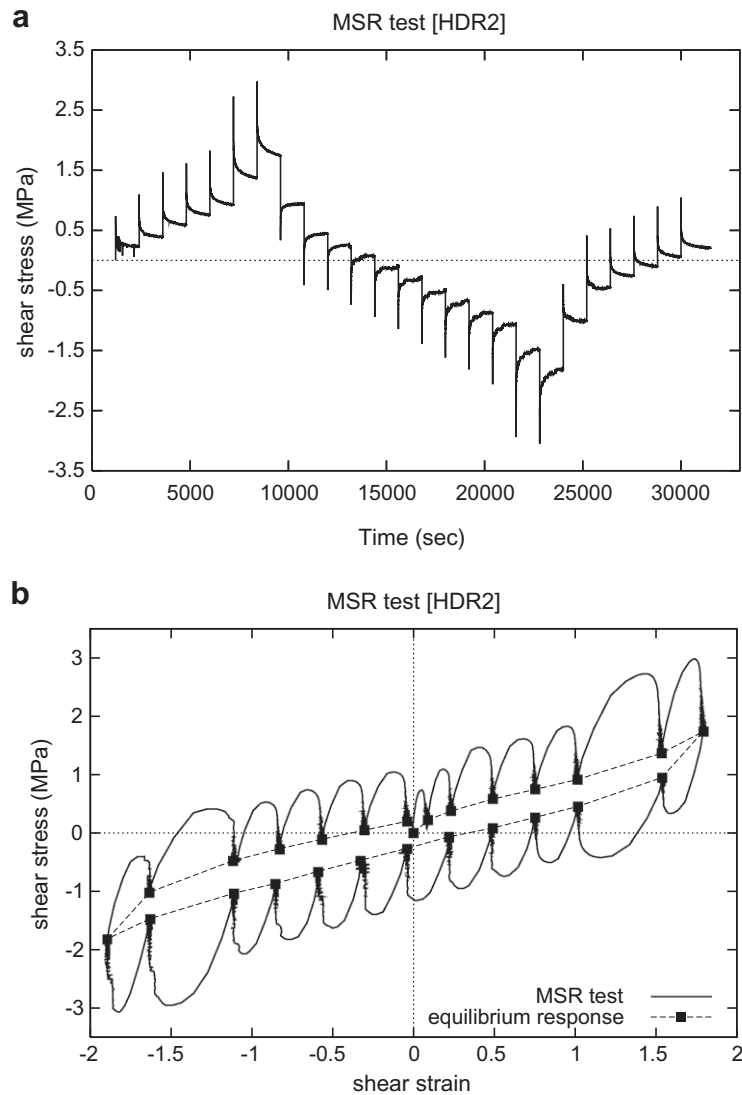 a
MSR test [HDR2]
3.5
2.5
1.5
0.5
-0.5
-1.5
-2.5
-3.5
shear stress (MPa)
0 5000 10000 15000 20000 25000 30000
Time (sec)
b
MSR test [HDR2]
3
2
1
0
-1
-2
-3
shear stress (MPa)
MSR test
equilibrium response
-2 -1.5 -1 -0.5 0 0.5 1 1.5 2
shear strain